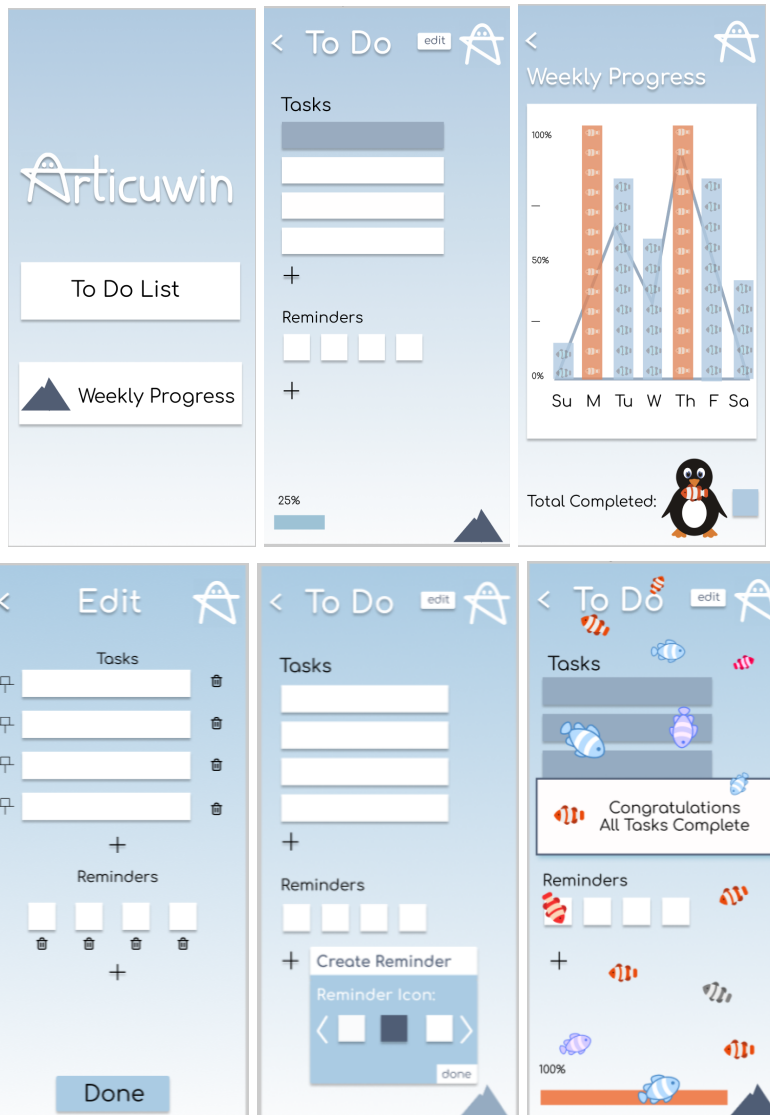 Articuwin
To Do List
Weekly Progress
To Do
edit
Tasks
+
Reminders
+
25%
Weekly Progress
100%
50%
0%
Su M Tu W Th F Sa
Total Completed:
Edit
Tasks
+
Reminders
+
Done
To Do
edit
Tasks
+
Reminders
+
Create Reminder
Reminder Icon:
done
To Do
edit
Tasks
Congratulations
All Tasks Complete
Reminders
+
100%